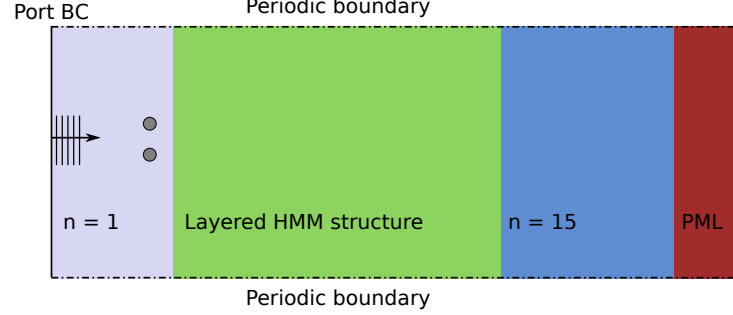 Periodic boundary
Port BC
n = 1
Layered HMM structure
n = 15
PML
Periodic boundary